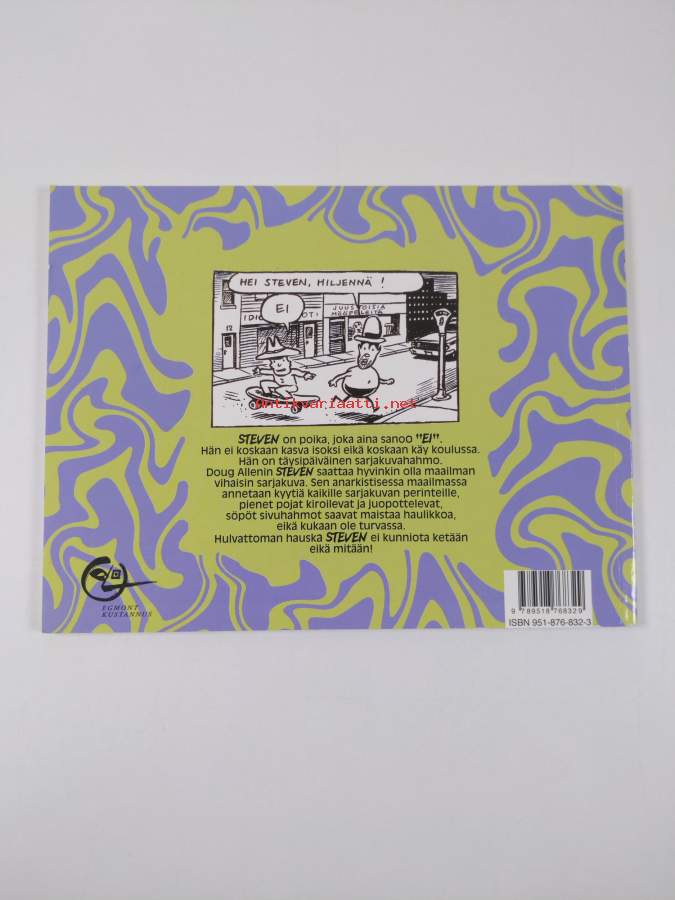 HEI STEVEN, HILJENNÄ !
EI
12
Antikvariaatti.net
STEVEN on poika, joka aina sanoo "EI".
Hän ei koskaan kasva isoksi eikä koskaan käy koulussa.
Hän on täysipäiväinen sarjakuvahahmo.
Doug Allenin STEVEN saattaa hyvinkin olla maailman
vihaisin sarjakuva. Sen anarkistisessa maailmassa
annetaan kyytiä kaikille sarjakuvan perinteille,
pienet pojat kiroilevat ja juopottelevat,
söpöt sivuhahmot saavat maistaa haulikkoa,
eikä kukaan ole turvassa.
Hulvattoman hauska STEVEN ei kunniota ketään
eikä mitään!
EGMONT
KUSTANNUS
9 789518 768329
ISBN 951-876-832-3